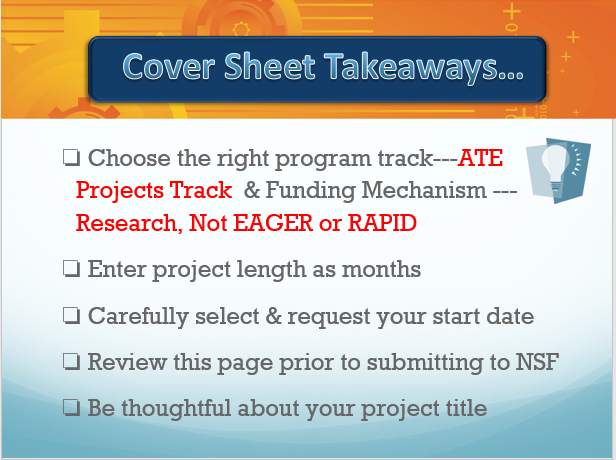 Cover Sheet Takeaways...
❑ Choose the right program track---ATE
Projects Track & Funding Mechanism ---
Research, Not EAGER or RAPID
❑ Enter project length as months
❑ Carefully select & request your start date
❑ Review this page prior to submitting to NSF
❑ Be thoughtful about your project title